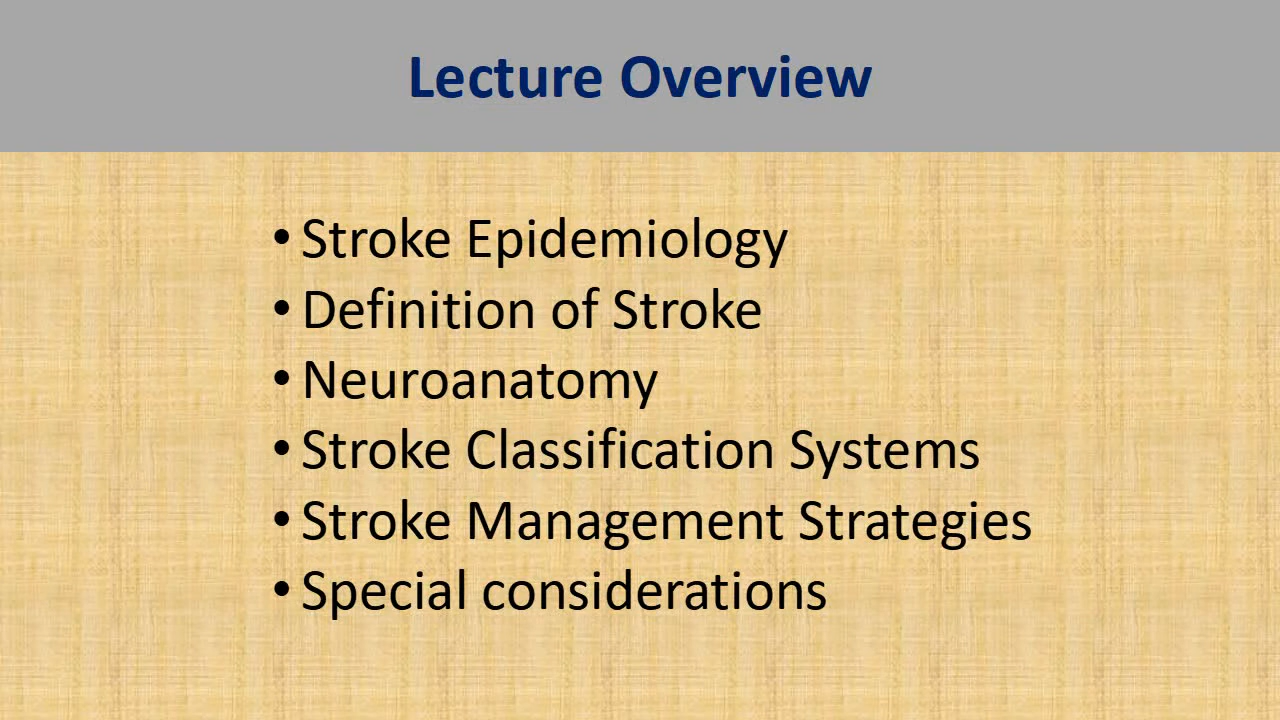 Lecture Overview
• Stroke Epidemiology
• Definition of Stroke
• Neuroanatomy
• Stroke Classification Systems
• Stroke Management Strategies
• Special considerations